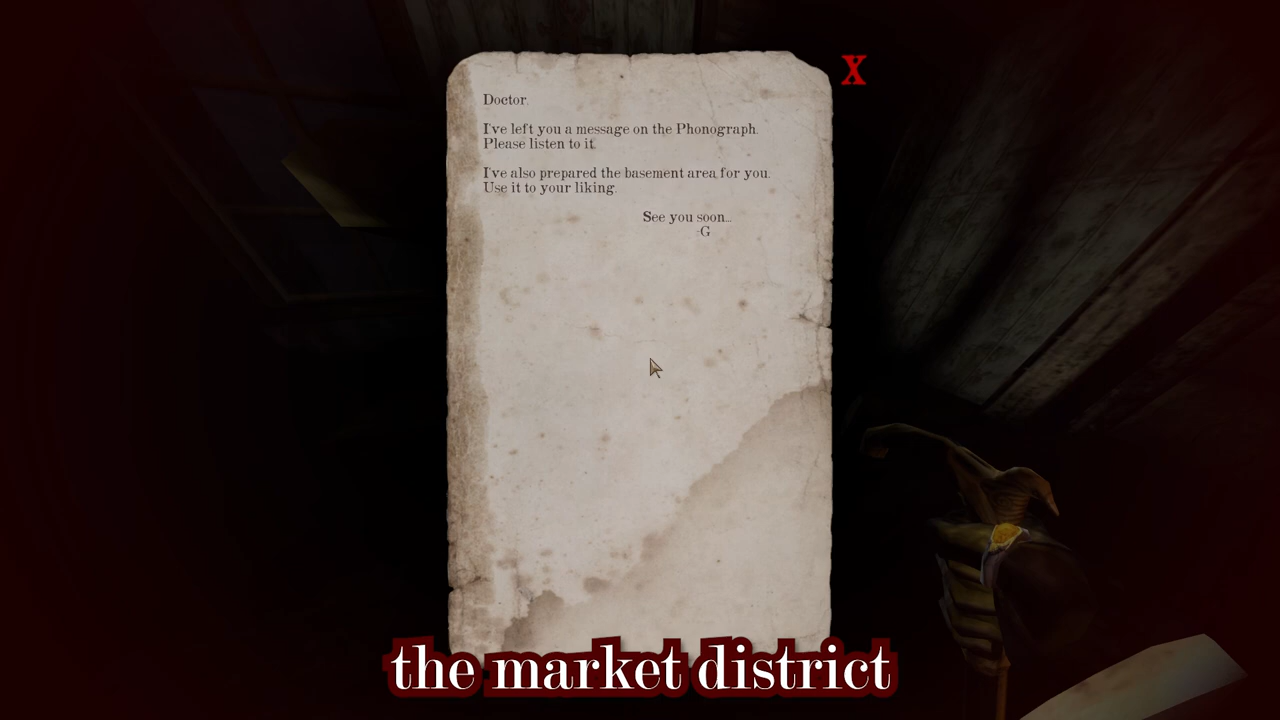 Doctor.
I've left you a message on the Phonograph.
Please listen to it.
I've also prepared the basement area for you.
Use it to your liking.
See you soon...
-G
X
the market district